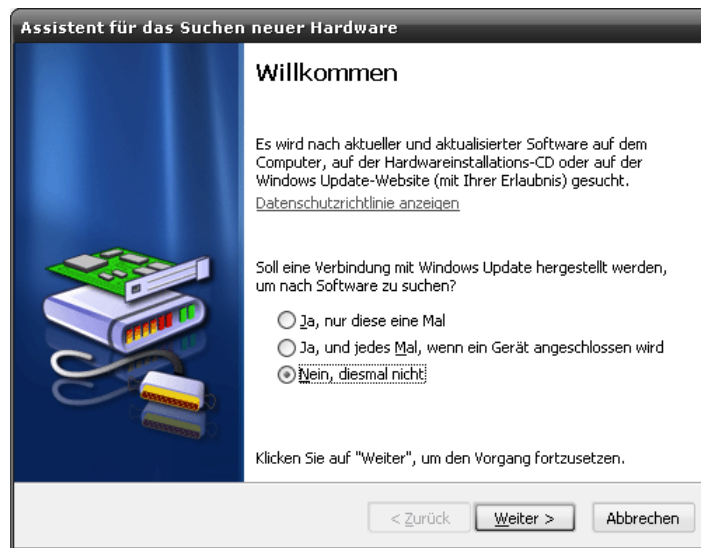 Assistent für das Suchen neuer Hardware
Willkommen
Es wird nach aktueller und aktualisierter Software auf dem
Computer, auf der Hardwareinstallations-CD oder auf der
Windows Update-Website (mit Ihrer Erlaubnis) gesucht.
Datenschutzrichtlinie anzeigen
Soll eine Verbindung mit Windows Update hergestellt werden,
um nach Software zu suchen?
Ja, nur diese eine Mal
Ja, und jedes Mal, wenn ein Gerät angeschlossen wird
Nein, diesmal nicht
Klicken Sie auf "Weiter", um den Vorgang fortzusetzen.
< Zurück
Weiter >
Abbrechen